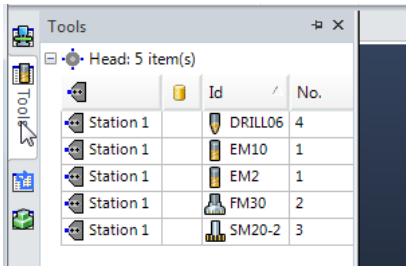 Tools
Head: 5 item(s)
Id No.
Station 1 DRILL06 4
Station 1 EM10 1
Station 1 EM2 1
Station 1 FM30 2
Station 1 SM20-2 3
Tools